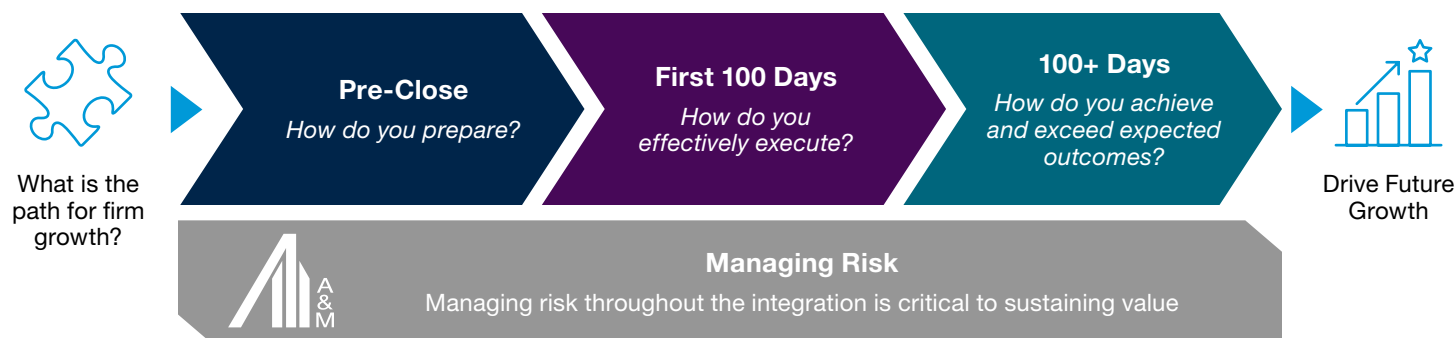 What is the
path for firm
growth?
Pre-Close
How do you prepare?
First 100 Days
How do you
effectively execute?
100+ Days
How do you achieve
and exceed expected
outcomes?
Drive Future
Growth
A&M
Managing Risk
Managing risk throughout the integration is critical to sustaining value